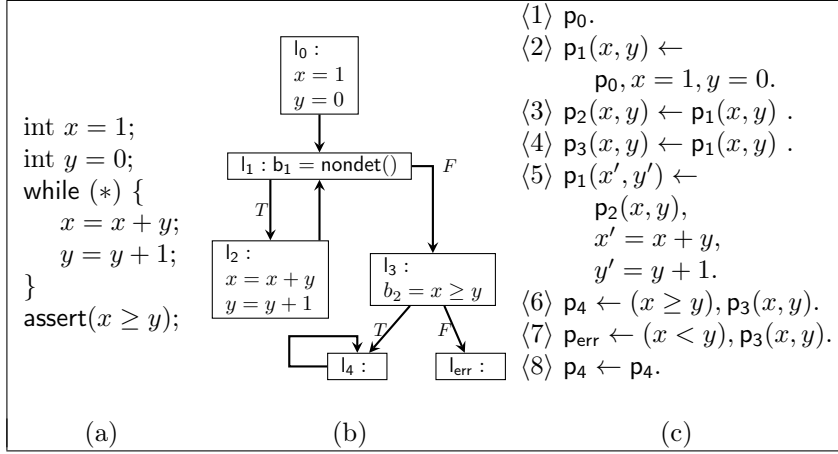 int x = 1;
int y = 0;
while (*) {
x = x + y;
y = y + 1;
}
assert(x ≥ y);
(a)
l₀ :
x = 1
y = 0
l₁ : b₁ = nondet()
T
F
l₂ :
x = x + y
y = y + 1
l₃ :
b₂ = x ≥ y
T
F
l₄ :
l_err :
(b)
⟨1⟩ p₀.
⟨2⟩ p₁(x, y) ←
p₀, x = 1, y = 0.
⟨3⟩ p₂(x, y) ← p₁(x, y) .
⟨4⟩ p₃(x, y) ← p₁(x, y) .
⟨5⟩ p₁(x′, y′) ←
p₂(x, y),
x′ = x + y,
y′ = y + 1.
⟨6⟩ p₄ ← (x ≥ y), p₃(x, y).
⟨7⟩ p_err ← (x < y), p₃(x, y).
⟨8⟩ p₄ ← p₄.
(c)